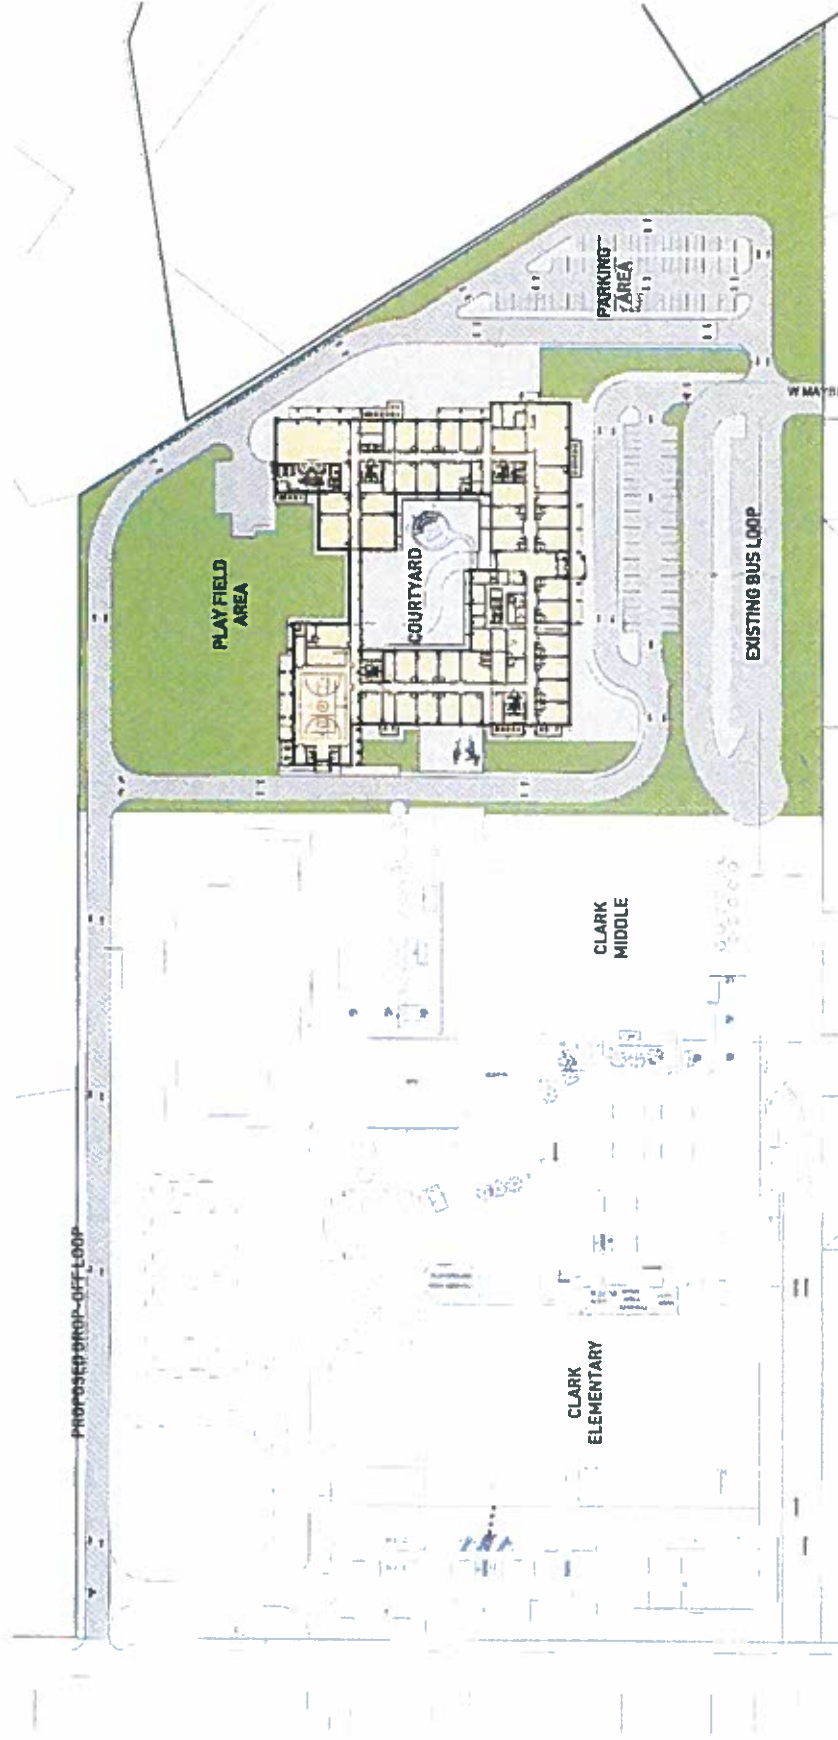 PROPOSED DROP-OFF LOOP
PLAY FIELD
AREA
COURTYARD
PARKING
AREA
EXISTING BUS LOOP
CLARK
MIDDLE
CLARK
ELEMENTARY